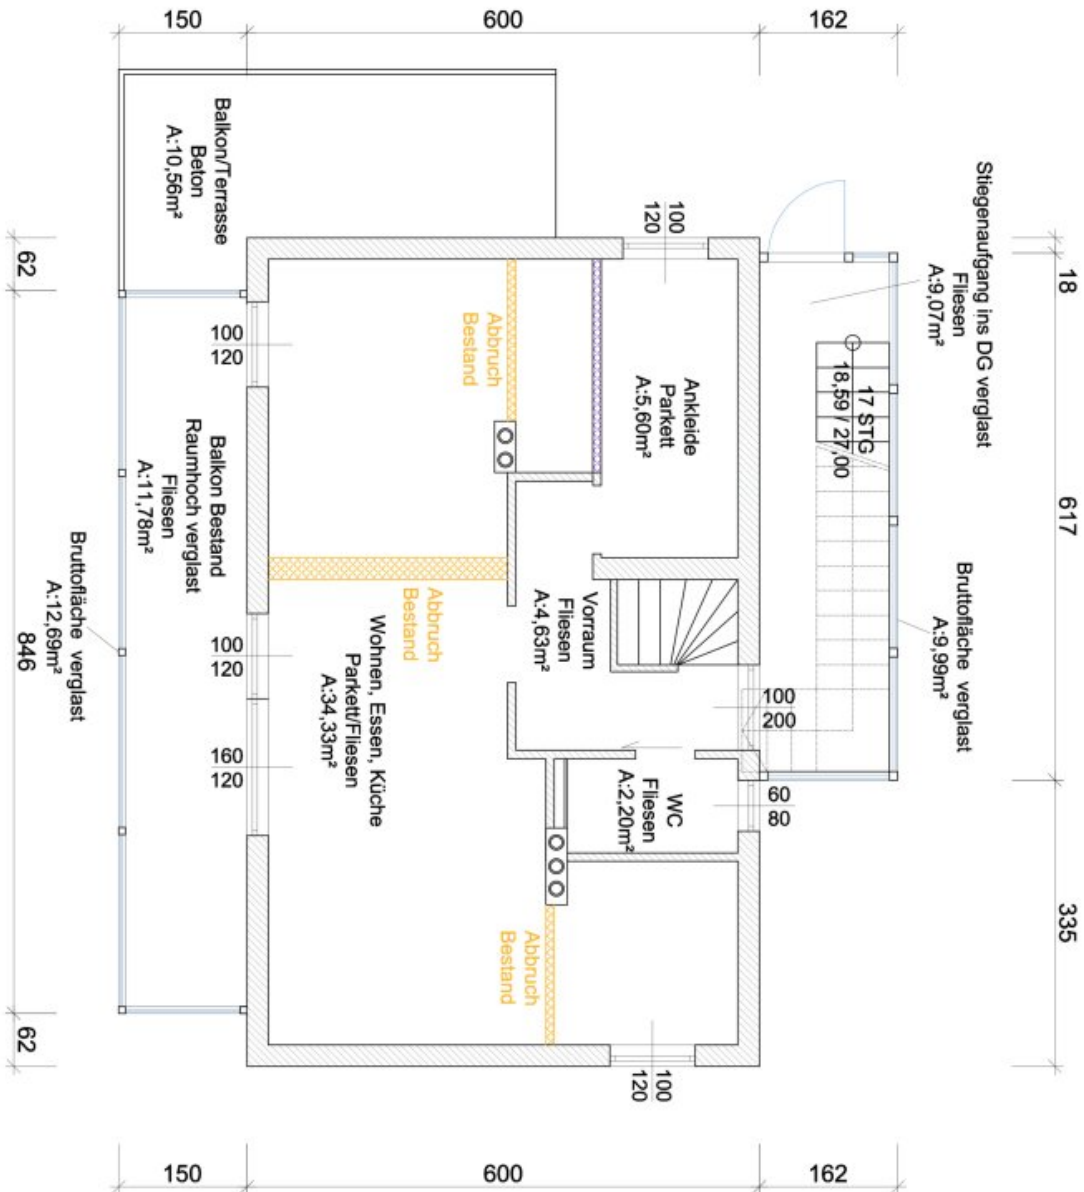 150
600
162
Balkon/Terrasse
Beton
A:10,56m²
Stiegenaufgang ins DG verglast
Fliesen
A:9,07m²
62
18
100
120
100
120
Abbruch
Bestand
Ankleide
Parkett
A:5,60m²
17 STG
18,59 / 27,00
617
Balkon Bestand
Raumhoch verglast
Fliesen
A:11,78m²
Bruttofläche verglast
A:12,69m²
846
Abbruch
Bestand
Vorraum
Fliesen
A:4,63m²
Bruttofläche verglast
A:9,99m²
100
120
Wohnen, Essen, Küche
Parkett/Fliesen
A:34,33m²
100
200
160
120
WC
Fliesen
A:2,20m²
60
80
335
Abbruch
Bestand
62
100
120
150
600
162